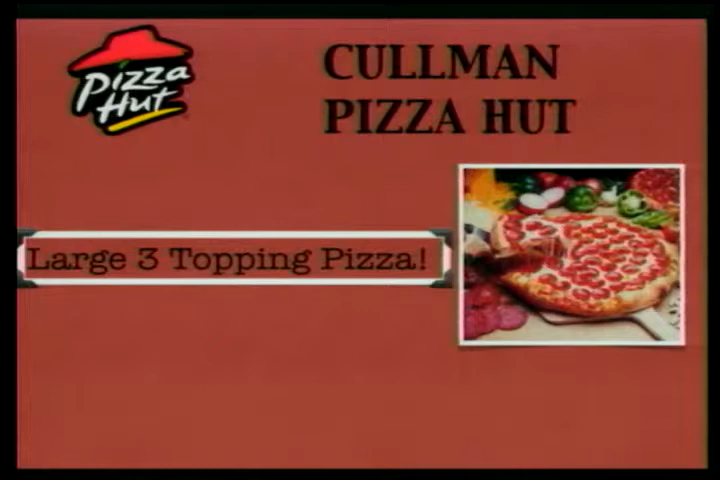 Pizza
Hut
CULLMAN
PIZZA HUT
Large 3 Topping Pizza!